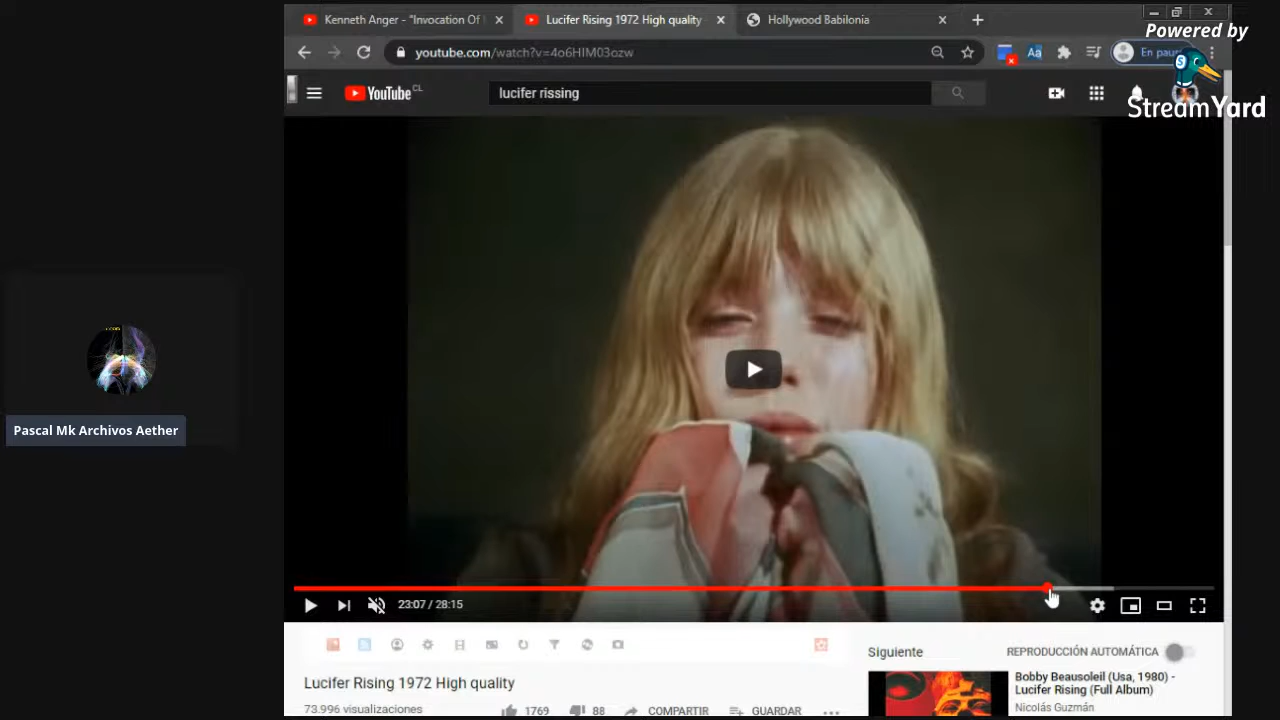 Kenneth Anger - "Invocation Of
Lucifer Rising 1972 High quality
Hollywood Babilonia
Powered by
StreamYard
youtube.com/watch?v=4o6HIM03ozw
En pau
YouTube CL
lucifer rissing
Pascal Mk Archivos Aether
23:07 / 28:15
Siguiente
REPRODUCCIÓN AUTOMÁTICA
Lucifer Rising 1972 High quality
73.996 visualizaciones
1769
88
COMPARTIR
GUARDAR
Bobby Beausoleil (Usa, 1980) -
Lucifer Rising (Full Album)
Nicolás Guzmán